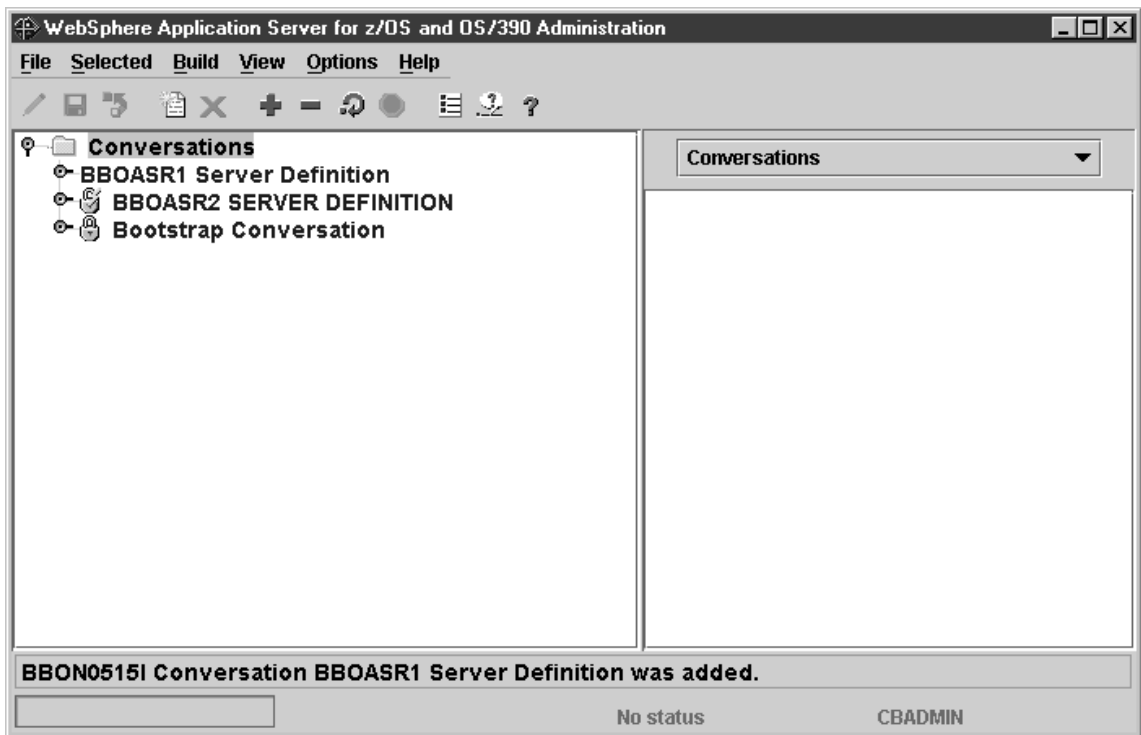 WebSphere Application Server for z/OS and OS/390 Administration
File Selected Build View Options Help
Conversations
BBOASR1 Server Definition
BBOASR2 SERVER DEFINITION
Bootstrap Conversation
Conversations
BBON0515I Conversation BBOASR1 Server Definition was added.
No status CBADMIN